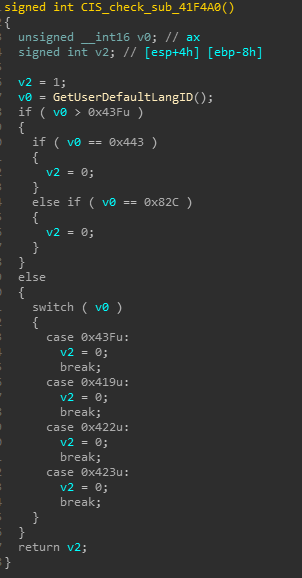 signed int CIS_check_sub_41F4A0()
{
  unsigned __int16 v0; // ax
  signed int v2; // [esp+4h] [ebp-8h]

  v2 = 1;
  v0 = GetUserDefaultLangID();
  if ( v0 > 0x43Fu )
  {
    if ( v0 == 0x443 )
    {
      v2 = 0;
    }
    else if ( v0 == 0x82C )
    {
      v2 = 0;
    }
  }
  else
  {
    switch ( v0 )
    {
      case 0x43Fu:
        v2 = 0;
        break;
      case 0x419u:
        v2 = 0;
        break;
      case 0x422u:
        v2 = 0;
        break;
      case 0x423u:
        v2 = 0;
        break;
    }
  }
  return v2;
}